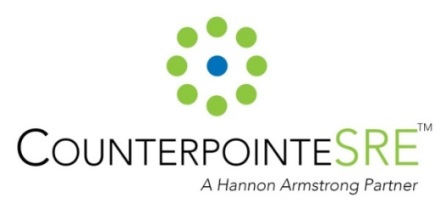 COUNTERPOINTESRE™
A Hannon Armstrong Partner